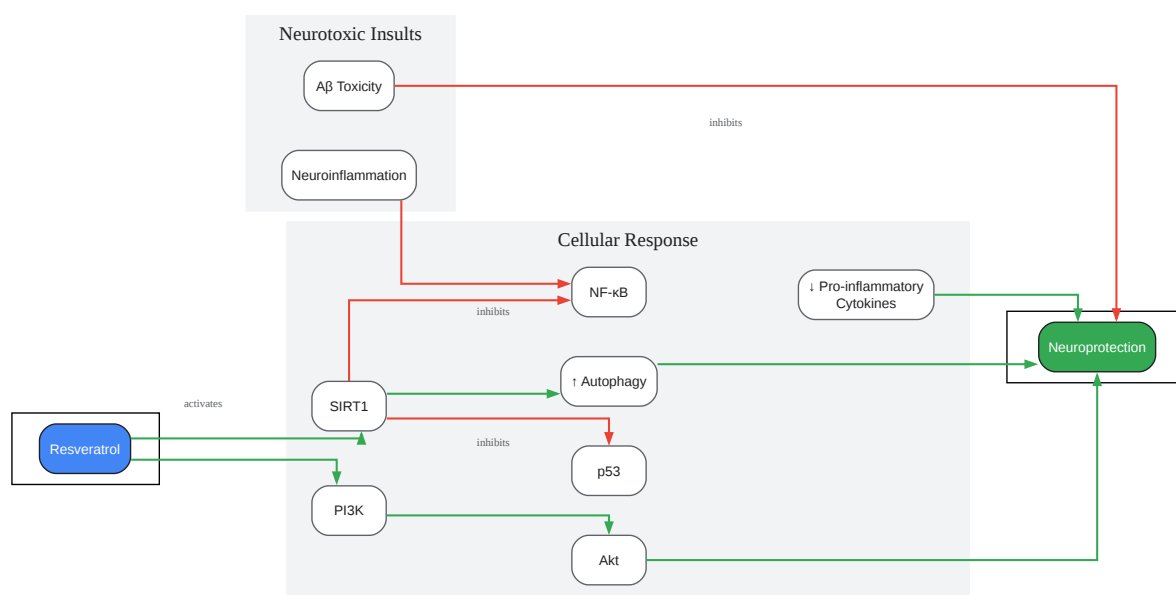 Neurotoxic Insults
Aβ Toxicity
inhibits
Neuroinflammation
Cellular Response
NF-κB
↓ Pro-inflammatory
Cytokines
inhibits
Neuroprotection
↑ Autophagy
SIRT1
activates
inhibits
Resveratrol
p53
PI3K
Akt